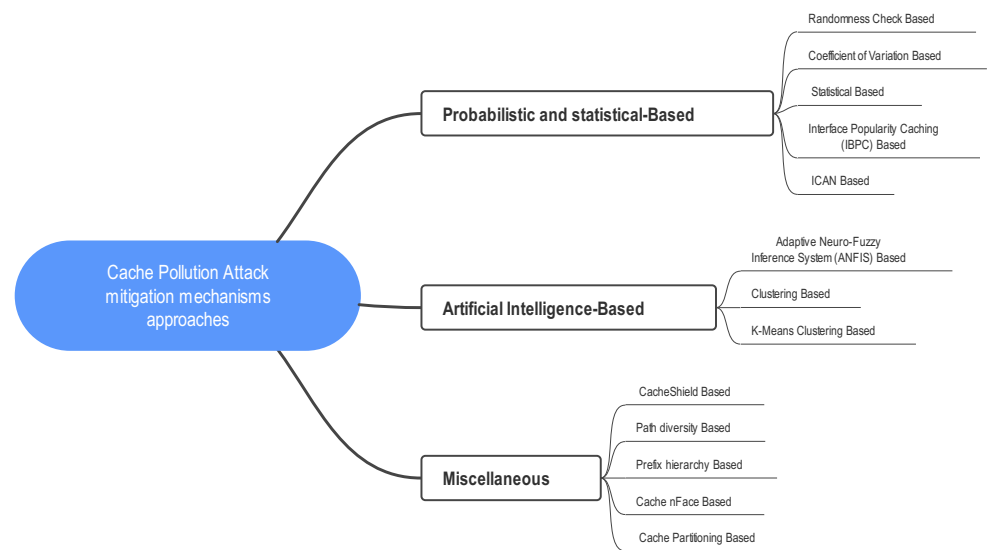 Cache Pollution Attack
mitigation mechanisms
approaches
Probabilistic and statistical-Based
Randomness Check Based
Coefficient of Variation Based
Statistical Based
Interface Popularity Caching
(IBPC) Based
ICAN Based
Artificial Intelligence-Based
Adaptive Neuro-Fuzzy
Inference System (ANFIS) Based
Clustering Based
K-Means Clustering Based
Miscellaneous
CacheShield Based
Path diversity Based
Prefix hierarchy Based
Cache nFace Based
Cache Partitioning Based